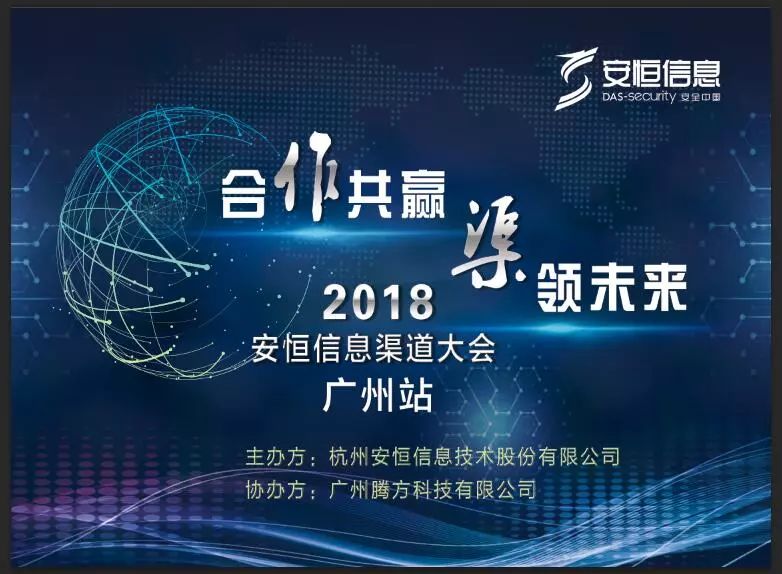 安恒信息
DAS-security 安全中国
合作共赢
渠领未来
2018
安恒信息渠道大会
广州站
主办方：杭州安恒信息技术股份有限公司
协办方：广州腾方科技有限公司